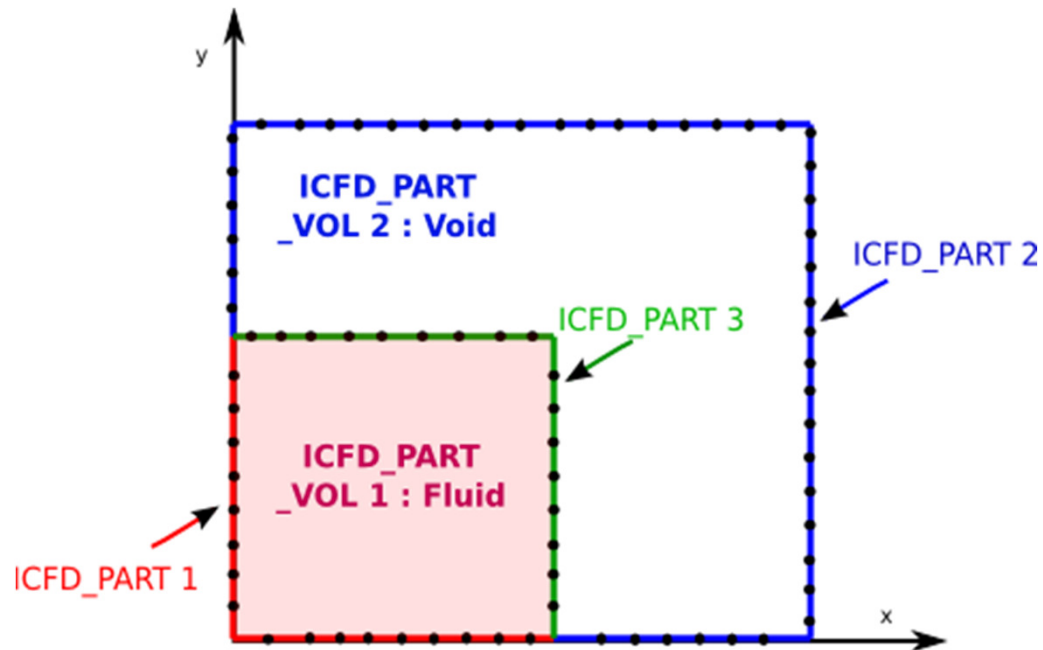 y
ICFD_PART
_VOL 2 : Void
ICFD_PART 2
ICFD_PART 3
ICFD_PART
_VOL 1 : Fluid
ICFD_PART 1
x